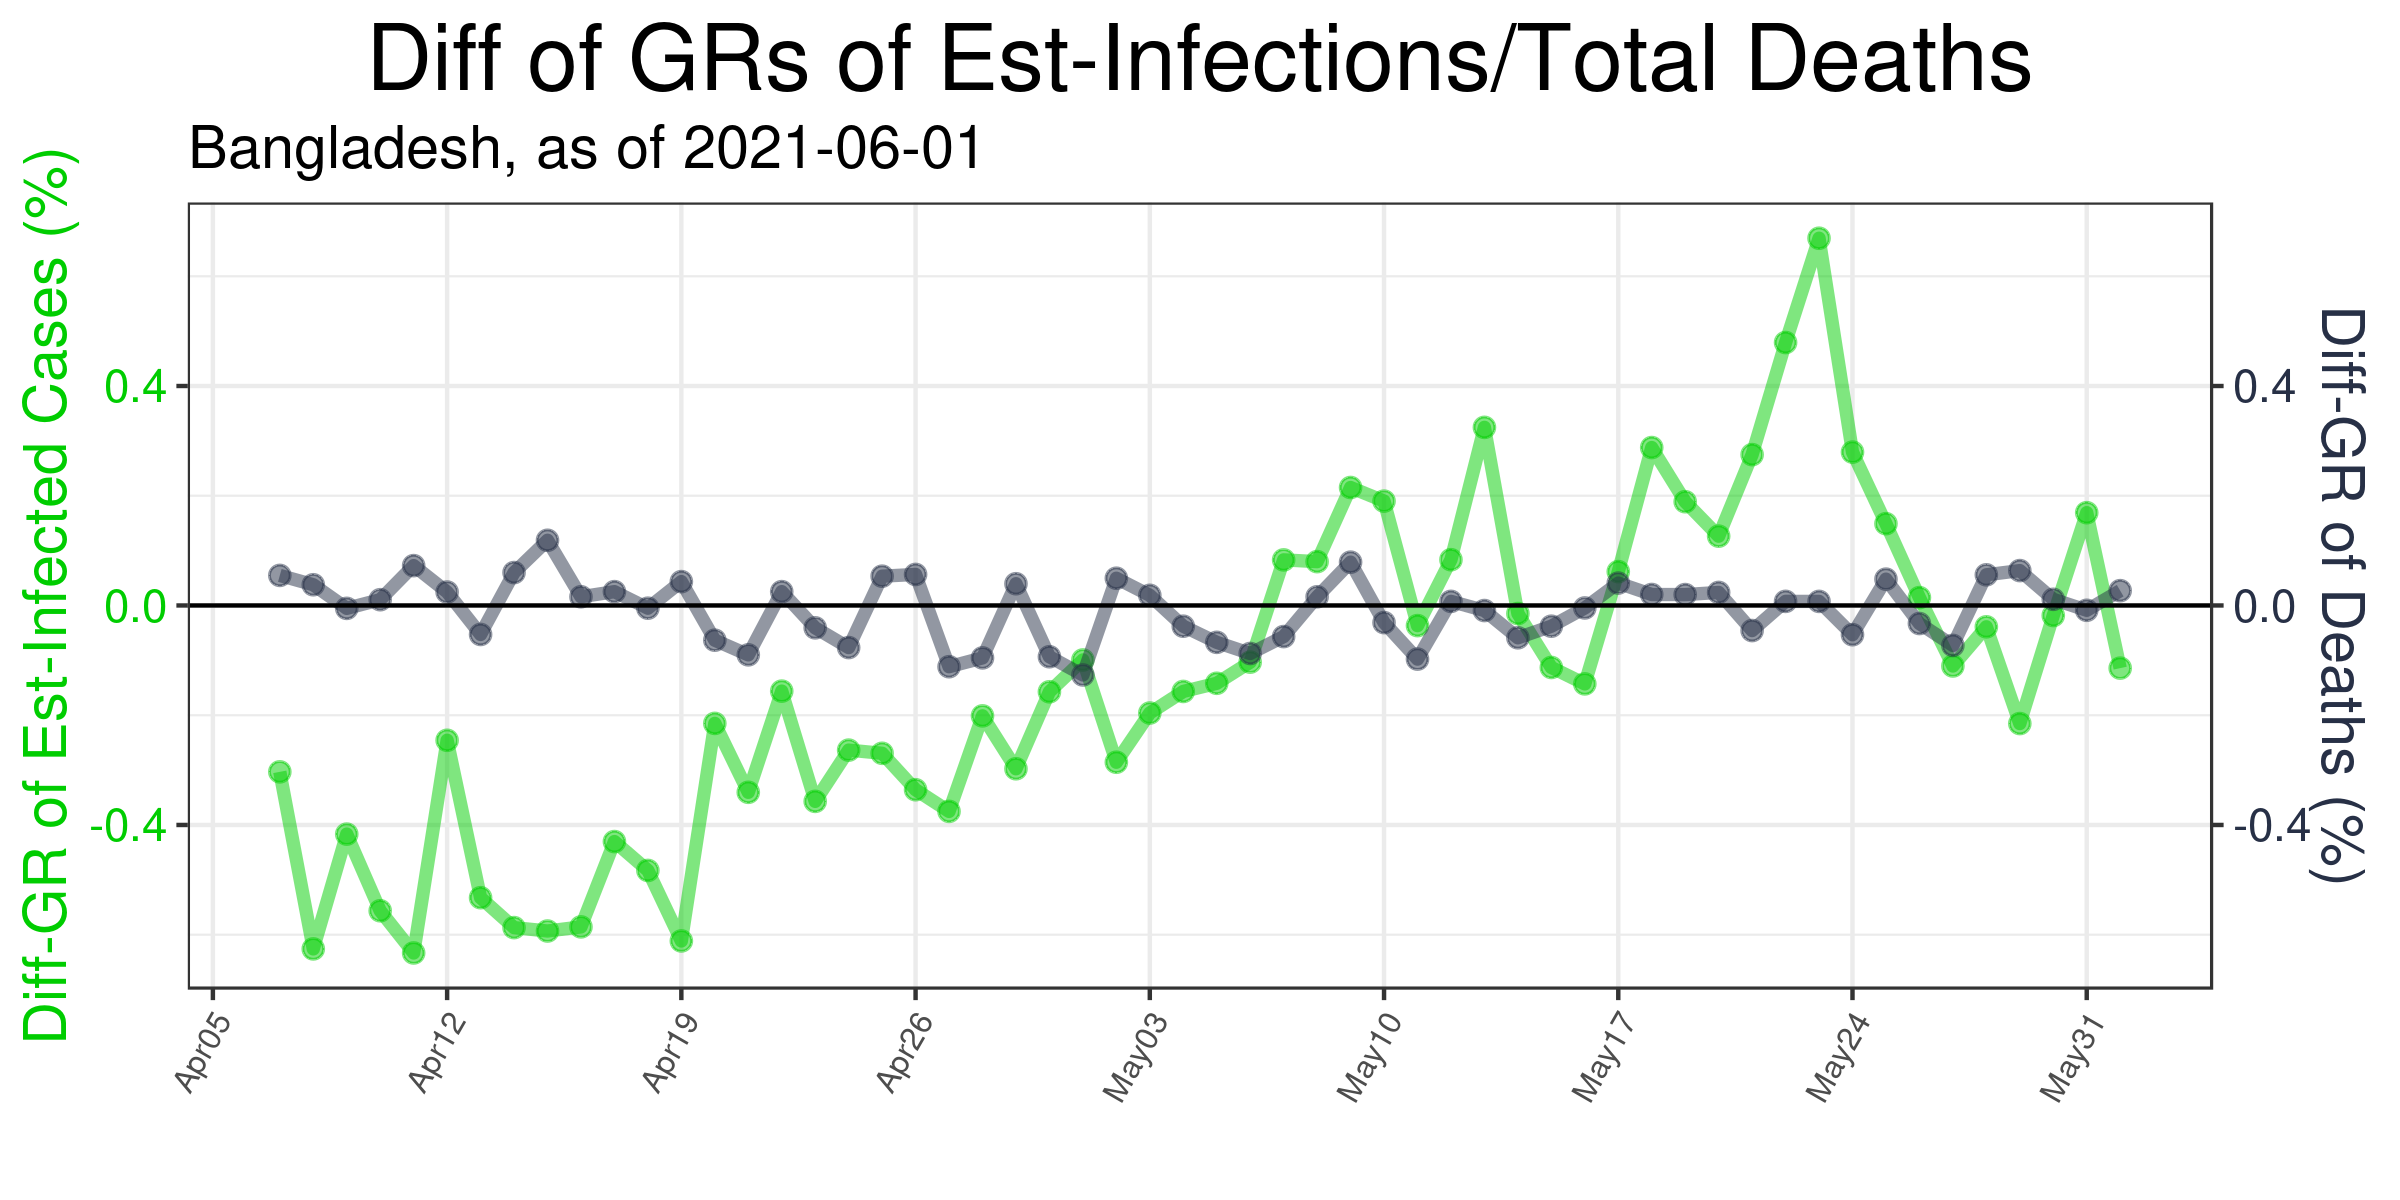 Diff of GRs of Est-Infections/Total Deaths
Bangladesh, as of 2021-06-01
Diff-GR of Est-Infected Cases (%)
0.4
0.0
-0.4
0.4
0.0
-0.4
Diff-GR of Deaths (%)
Apr05
Apr12
Apr19
Apr26
May03
May10
May17
May24
May31